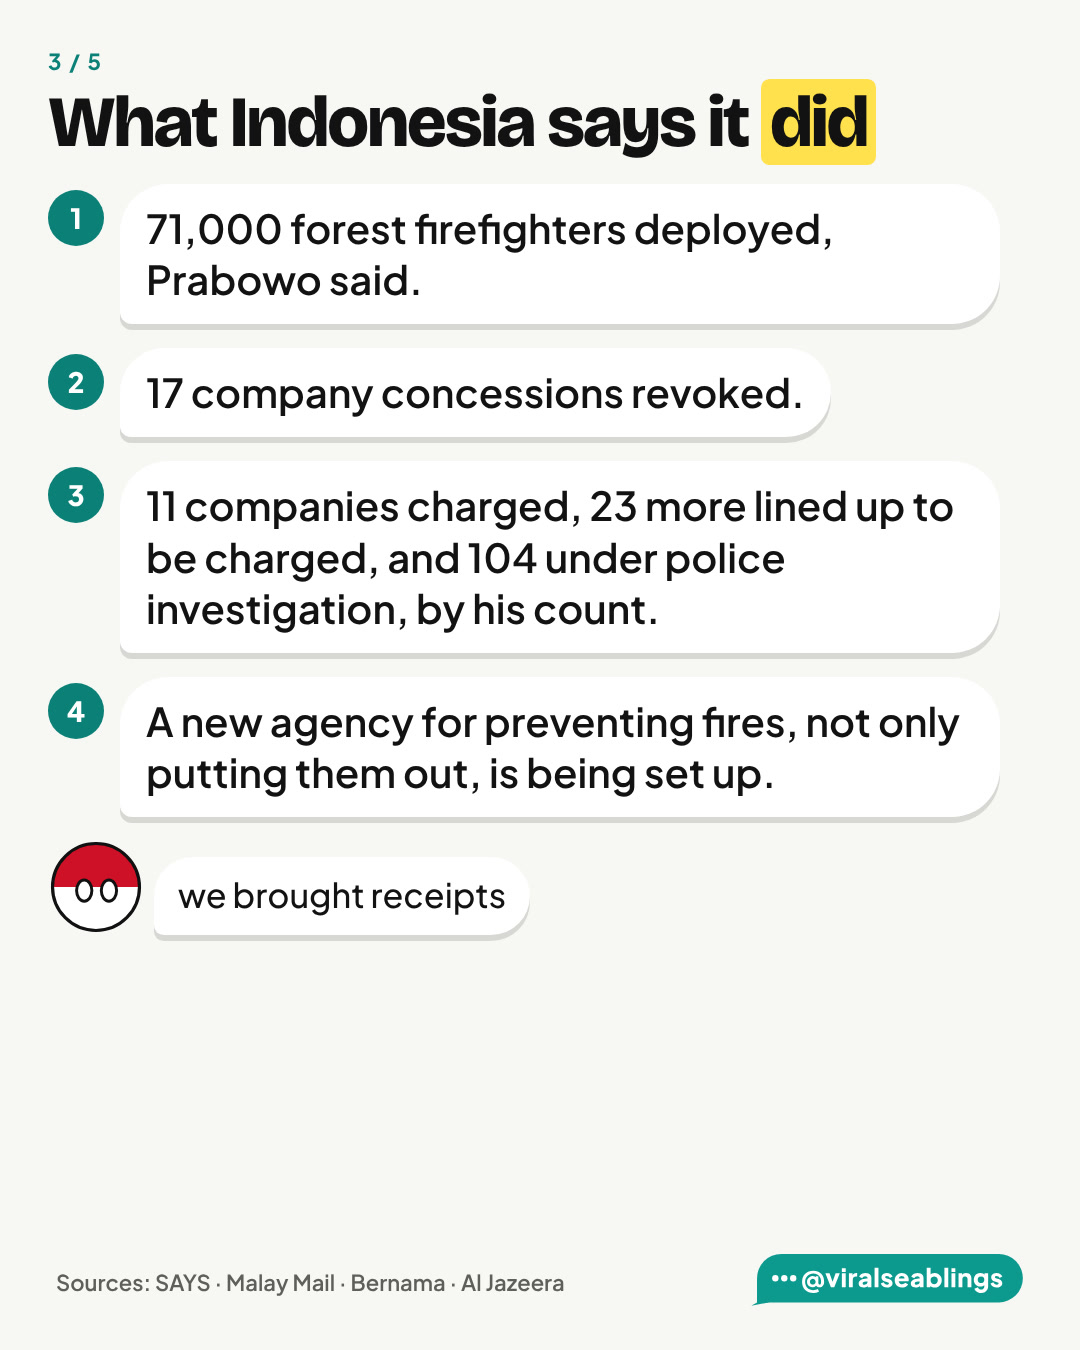 3 / 5
What Indonesia says it did
1
71,000 forest firefighters deployed,
Prabowo said.
2
17 company concessions revoked.
3
11 companies charged, 23 more lined up to
be charged, and 104 under police
investigation, by his count.
4
A new agency for preventing fires, not only
putting them out, is being set up.
we brought receipts
Sources: SAYS · Malay Mail · Bernama · Al Jazeera
@viralseablings